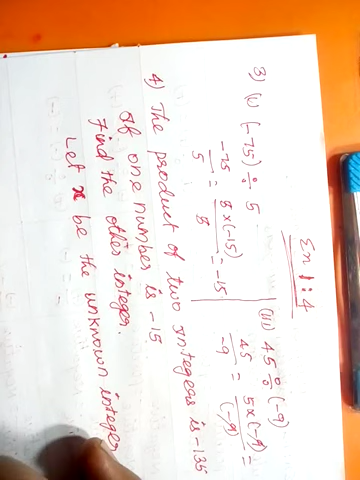 Ex 1:4
3) (i) (-75) ÷ 5
-75/5 = 5×(-15)/5 = -15
(iii) 45 ÷ (-9)
45/-9 = 5×(-9)/(-9) =
4) The product of two integers is -135
If one number is -15
Find the other integer.
Let x be the unknown integer